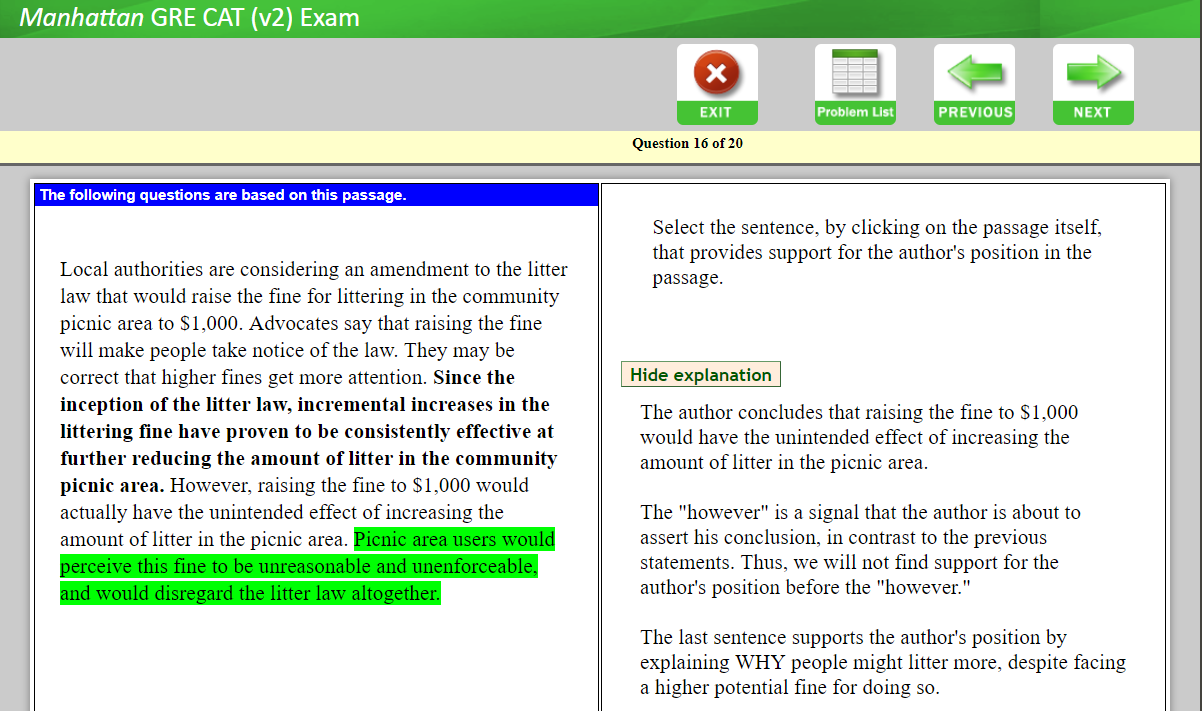 Manhattan GRE CAT (v2) Exam
EXIT
Problem List
PREVIOUS
NEXT
Question 16 of 20
The following questions are based on this passage.
Local authorities are considering an amendment to the litter
law that would raise the fine for littering in the community
picnic area to $1,000. Advocates say that raising the fine
will make people take notice of the law. They may be
correct that higher fines get more attention. Since the
inception of the litter law, incremental increases in the
littering fine have proven to be consistently effective at
further reducing the amount of litter in the community
picnic area. However, raising the fine to $1,000 would
actually have the unintended effect of increasing the
amount of litter in the picnic area. Picnic area users would
perceive this fine to be unreasonable and unenforceable,
and would disregard the litter law altogether.
Select the sentence, by clicking on the passage itself,
that provides support for the author's position in the
passage.
Hide explanation
The author concludes that raising the fine to $1,000
would have the unintended effect of increasing the
amount of litter in the picnic area.
The "however" is a signal that the author is about to
assert his conclusion, in contrast to the previous
statements. Thus, we will not find support for the
author's position before the "however."
The last sentence supports the author's position by
explaining WHY people might litter more, despite facing
a higher potential fine for doing so.